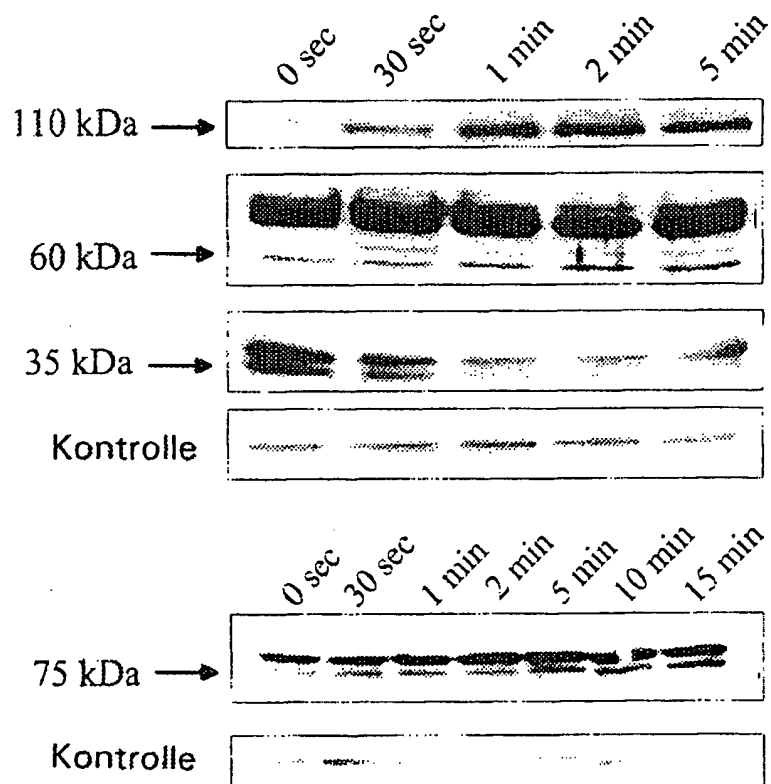 0 sec 30 sec 1 min 2 min 5 min
110 kDa
60 kDa
35 kDa
Kontrolle
0 sec 30 sec 1 min 2 min 5 min 10 min 15 min
75 kDa
Kontrolle